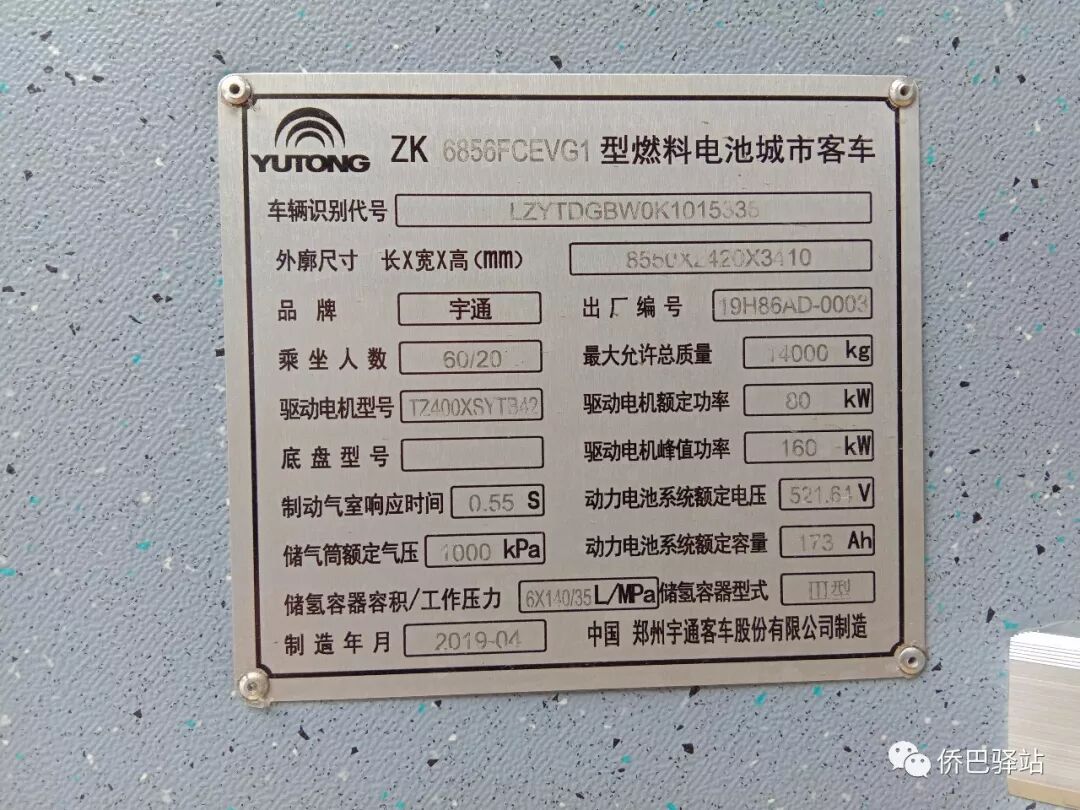 YUTONG ZK 6856FCEVG1 型燃料电池城市客车
车辆识别代号 LZYTDGBW0K1015336
外廓尺寸 长X宽X高(mm) 8550X2420X3410
品牌 宇通 出厂编号 19H86AD-0003
乘坐人数 60/20 最大允许总质量 14000 kg
驱动电机型号 TZ400XSYTB42 驱动电机额定功率 80 kW
底盘型号 驱动电机峰值功率 160 kW
制动气室响应时间 0.55 S 动力电池系统额定电压 521.64 V
储气筒额定气压 1000 kPa 动力电池系统额定容量 173 Ah
储氢容器容积/工作压力 6X140/35 L/MPa 储氢容器型式 III型
制造年月 2019-04 中国 郑州宇通客车股份有限公司制造
侨巴驿站